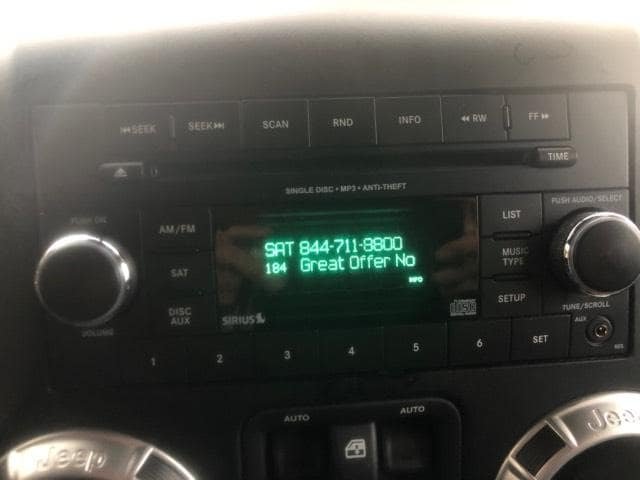 SEEK
SEEK
SCAN
RND
INFO
RW
FF
TIME
SINGLE DISC • MP3 • ANTI-THEFT
PUSH ON
VOLUME
AM/FM
SAT
DISC
AUX
SAT 844-711-8800
184 Great Offer No
INFO
SIRIUS
LIST
MUSIC
TYPE
SETUP
PUSH AUDIO/SELECT
TUNE/SCROLL
AUX
1
2
3
4
5
6
SET
AUTO
AUTO
Jeep
Jeep